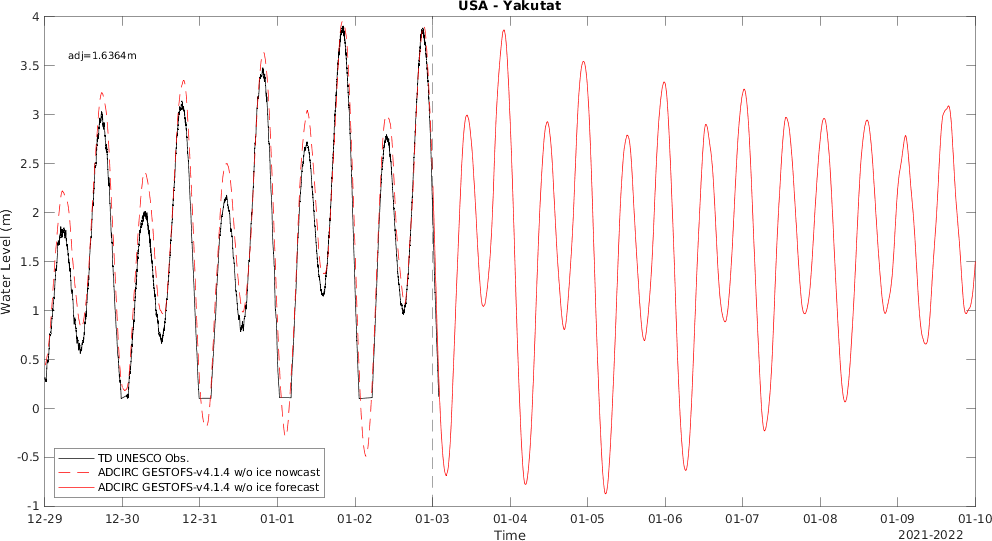 USA - Yakutat
adj=1.6364m
4
3.5
3
2.5
2
1.5
1
0.5
0
-0.5
-1
Water Level (m)
TD UNESCO Obs.
ADCIRC GESTOFS-v4.1.4 w/o ice nowcast
ADCIRC GESTOFS-v4.1.4 w/o ice forecast
12-29 12-30 12-31 01-01 01-02 01-03 01-04 01-05 01-06 01-07 01-08 01-09 01-10
Time
2021-2022